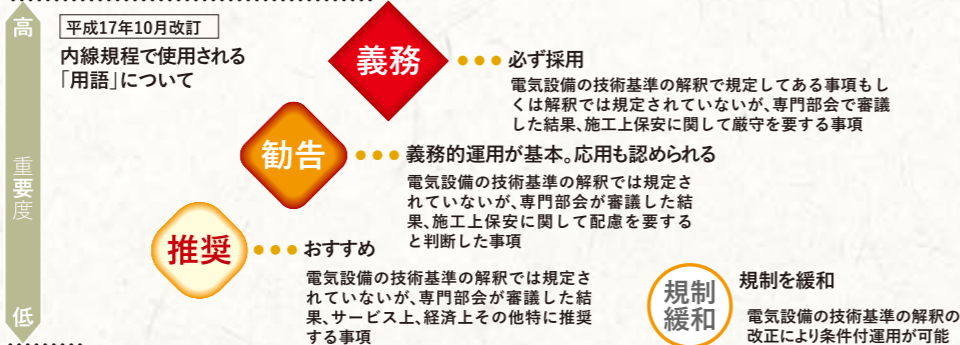 高
重要度
低
平成17年10月改訂
内線規程で使用される
「用語」について
義務
必ず採用
電気設備の技術基準の解釈で規定してある事項もし
くは解釈では規定されていないが、専門部会で審議
した結果、施工上保安に関して厳守を要する事項
勧告
義務的運用が基本。応用も認められる
電気設備の技術基準の解釈では規定さ
れていないが、専門部会が審議した結
果、施工上保安に関して配慮を要する
と判断した事項
推奨
おすすめ
電気設備の技術基準の解釈では規定さ
れていないが、専門部会が審議した結
果、サービス上、経済上その他特に推奨
する事項
規制
緩和
規制を緩和
電気設備の技術基準の解釈の
改正により条件付運用が可能